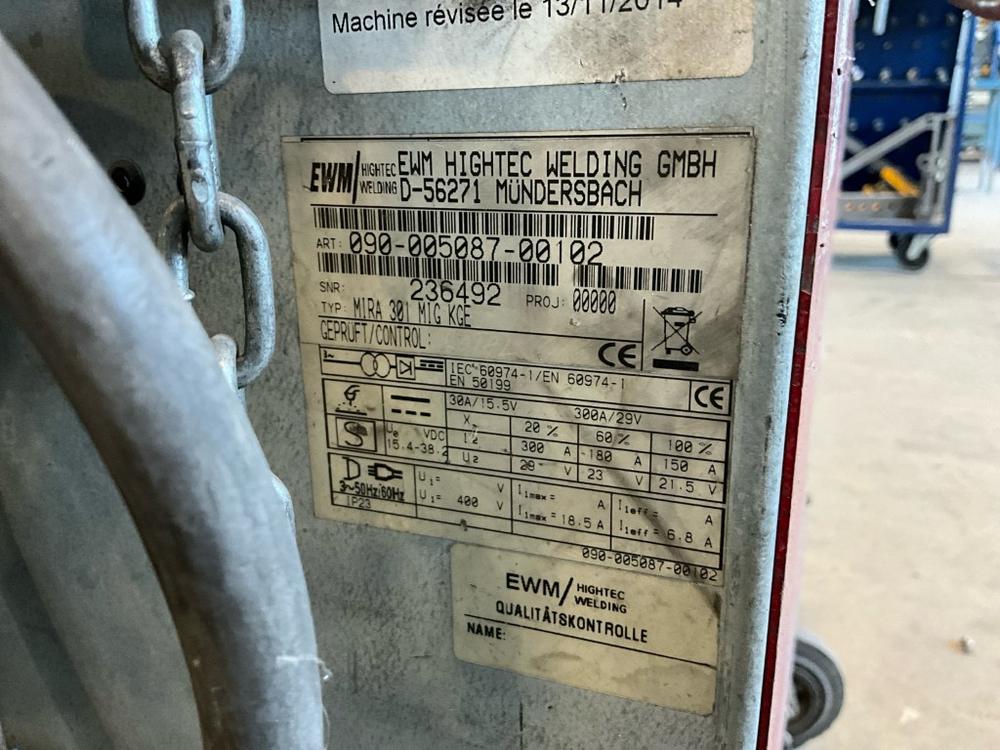 Machine révisée le 13/11/2014
EWM/ HIGHTEC WELDING EWM HIGHTEC WELDING GMBH
D-56271 MÜNDERSBACH
ART: 090-005087-00102
SNR: 236492 PROJ: 00000
TYP: MIRA 301 MIG KGE
GEPRÜFT/CONTROL:
CE
1~ IEC 60974-1/EN 60974-1
EN 50199
CE
30A/15.5V 300A/29V
X 20 % 60 % 100 %
S U0 VDC I2 300 A 180 A 150 A
15.4-38.2 U2 29 V 23 V 21.5 V
3~50Hz/60Hz U1= V I1max= A I1eff= A
IP23 U1= 400 V I1max= 18.5 A I1eff= 6.8 A
090-005087-00102
EWM/ HIGHTEC WELDING
QUALITÄTSKONTROLLE
NAME: